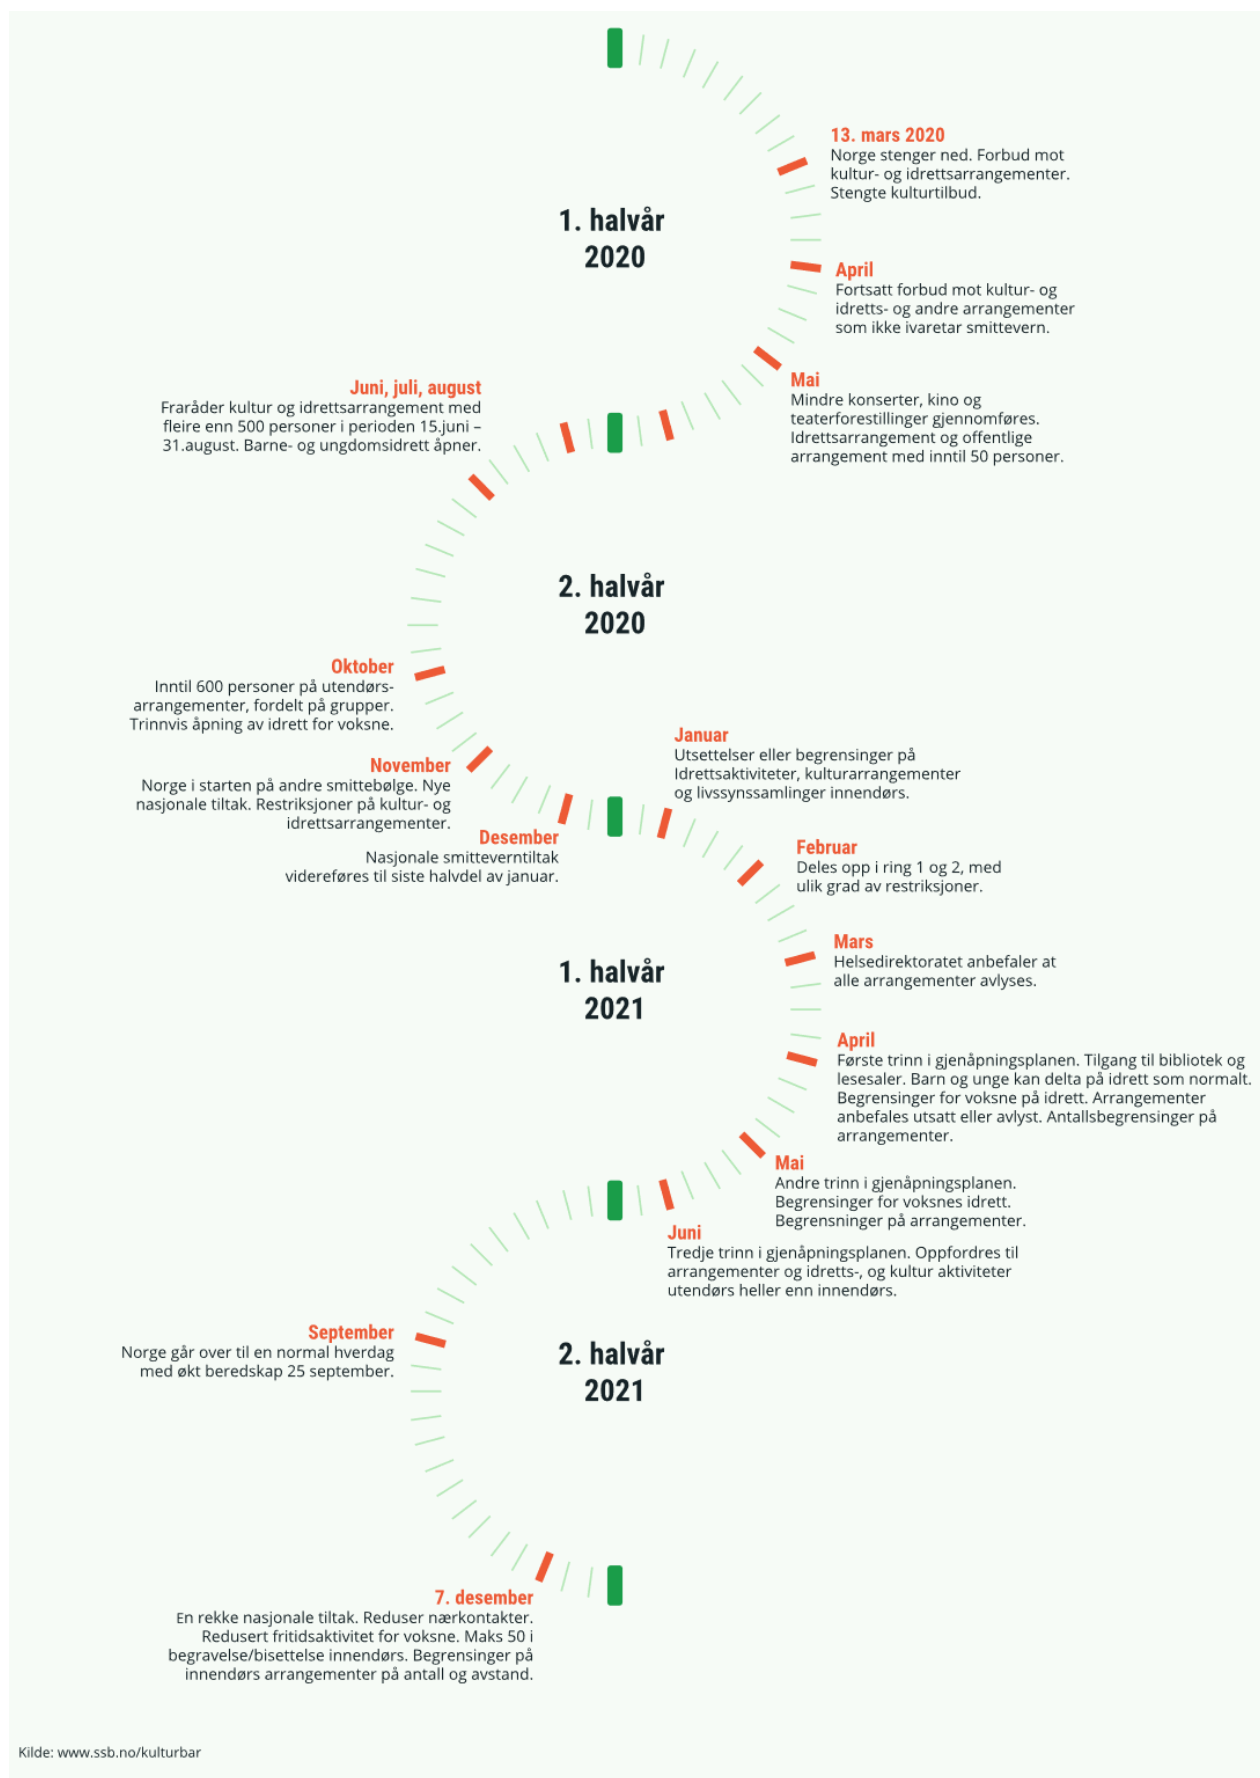 13. mars 2020
Norge stenger ned. Forbud mot
kultur- og idrettsarrangementer.
Stengte kulturtilbud.
1. halvår
2020
April
Fortsatt forbud mot kultur- og
idretts- og andre arrangementer
som ikke ivaretar smittevern.
Mai
Mindre konserter, kino og
teaterforestillinger gjennomføres.
Idrettsarrangement og offentlige
arrangement med inntil 50 personer.
Juni, juli, august
Fraråder kultur og idrettsarrangement med
fleire enn 500 personer i perioden 15.juni –
31.august. Barne- og ungdomsidrett åpner.
2. halvår
2020
Oktober
Inntil 600 personer på utendørs-
arrangementer, fordelt på grupper.
Trinnvis åpning av idrett for voksne.
November
Norge i starten på andre smittebølge. Nye
nasjonale tiltak. Restriksjoner på kultur- og
idrettsarrangementer.
Desember
Nasjonale smitteverntiltak
videreføres til siste halvdel av januar.
Januar
Utsettelser eller begrensinger på
Idrettsaktiviteter, kulturarrangementer
og livssynssamlinger innendørs.
Februar
Deles opp i ring 1 og 2, med
ulik grad av restriksjoner.
Mars
Helsedirektoratet anbefaler at
alle arrangementer avlyses.
1. halvår
2021
April
Første trinn i gjenåpningsplanen. Tilgang til bibliotek og
lesesaler. Barn og unge kan delta på idrett som normalt.
Begrensinger for voksne på idrett. Arrangementer
anbefales utsatt eller avlyst. Antallsbegrensinger på
arrangementer.
Mai
Andre trinn i gjenåpningsplanen.
Begrensinger for voksnes idrett.
Begrensninger på arrangementer.
Juni
Tredje trinn i gjenåpningsplanen. Oppfordres til
arrangementer og idretts-, og kultur aktiviteter
utendørs heller enn innendørs.
September
Norge går over til en normal hverdag
med økt beredskap 25 september.
2. halvår
2021
7. desember
En rekke nasjonale tiltak. Reduser nærkontakter.
Redusert fritidsaktivitet for voksne. Maks 50 i
begravelse/bisettelse innendørs. Begrensinger på
innendørs arrangementer på antall og avstand.
Kilde: www.ssb.no/kulturbar